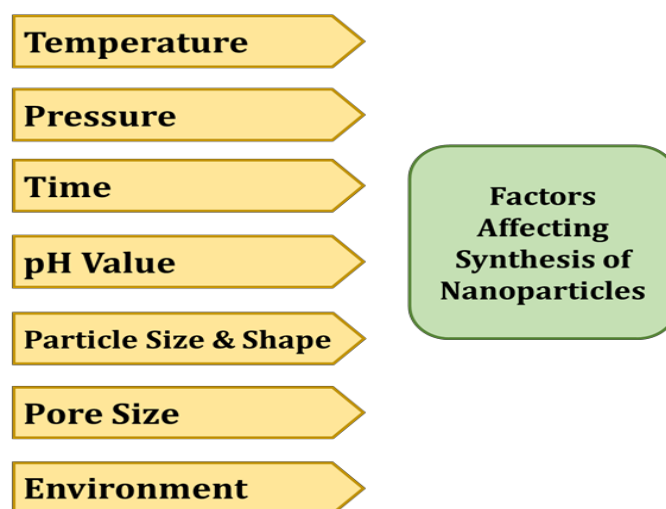 Temperature
Pressure
Time
pH Value
Particle Size & Shape
Pore Size
Environment
Factors
Affecting
Synthesis of
Nanoparticles